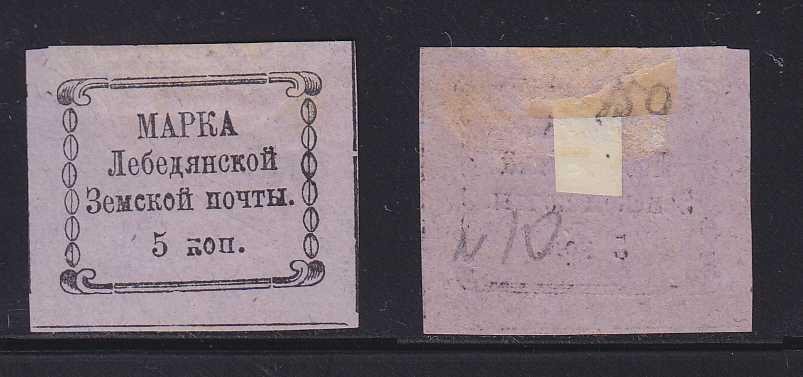 МАРКА
Лебедянской
Земской почты.
5 коп.